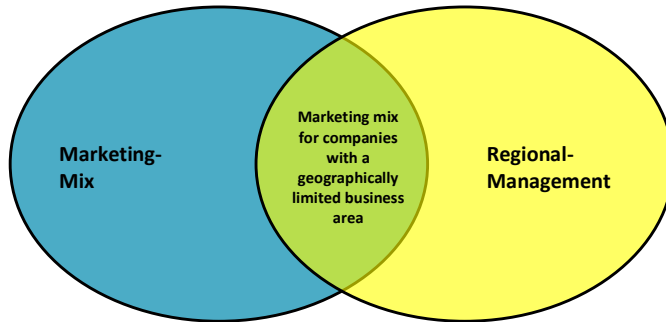 Marketing-
Mix
Marketing mix
for companies
with a
geographically
limited business
area
Regional-
Management